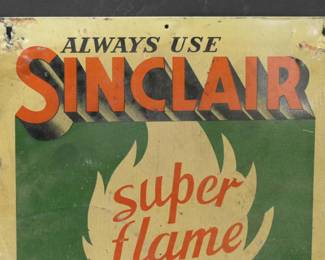 ALWAYS USE
SINCLAIR
super
flame